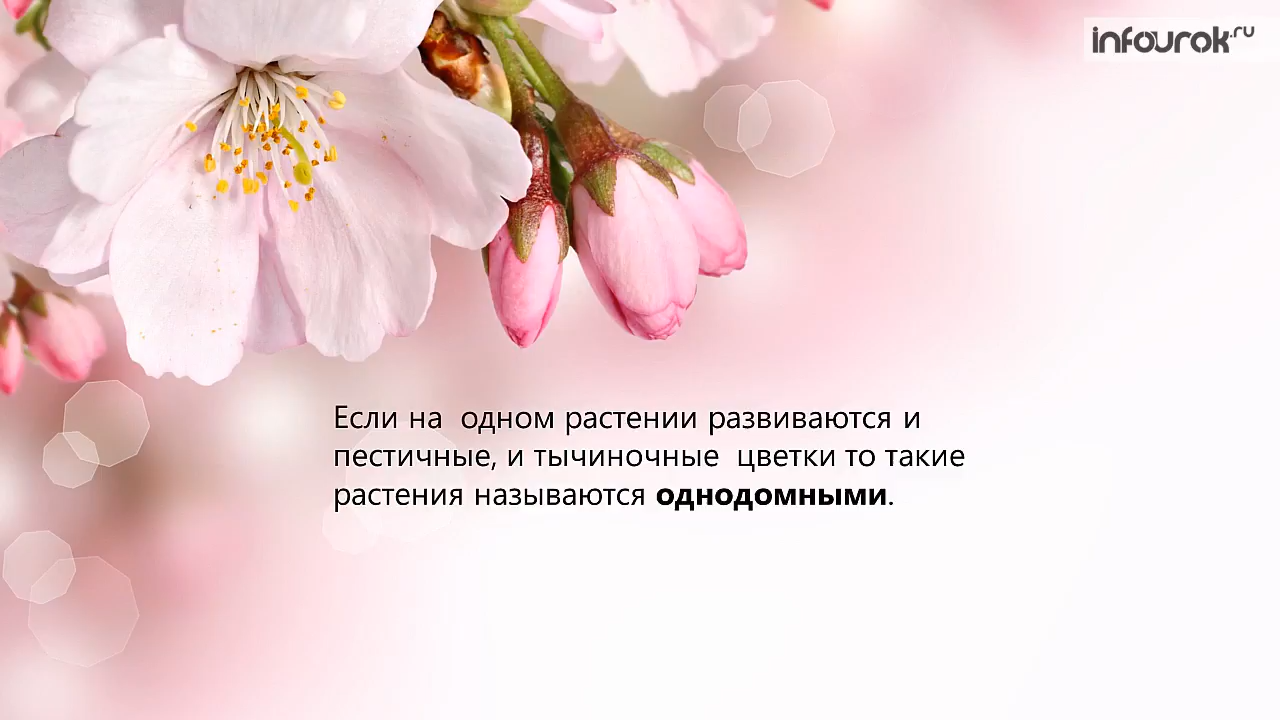 infourok.ru
Если на  одном растении развиваются и
пестичные, и тычиночные  цветки то такие
растения называются однодомными.